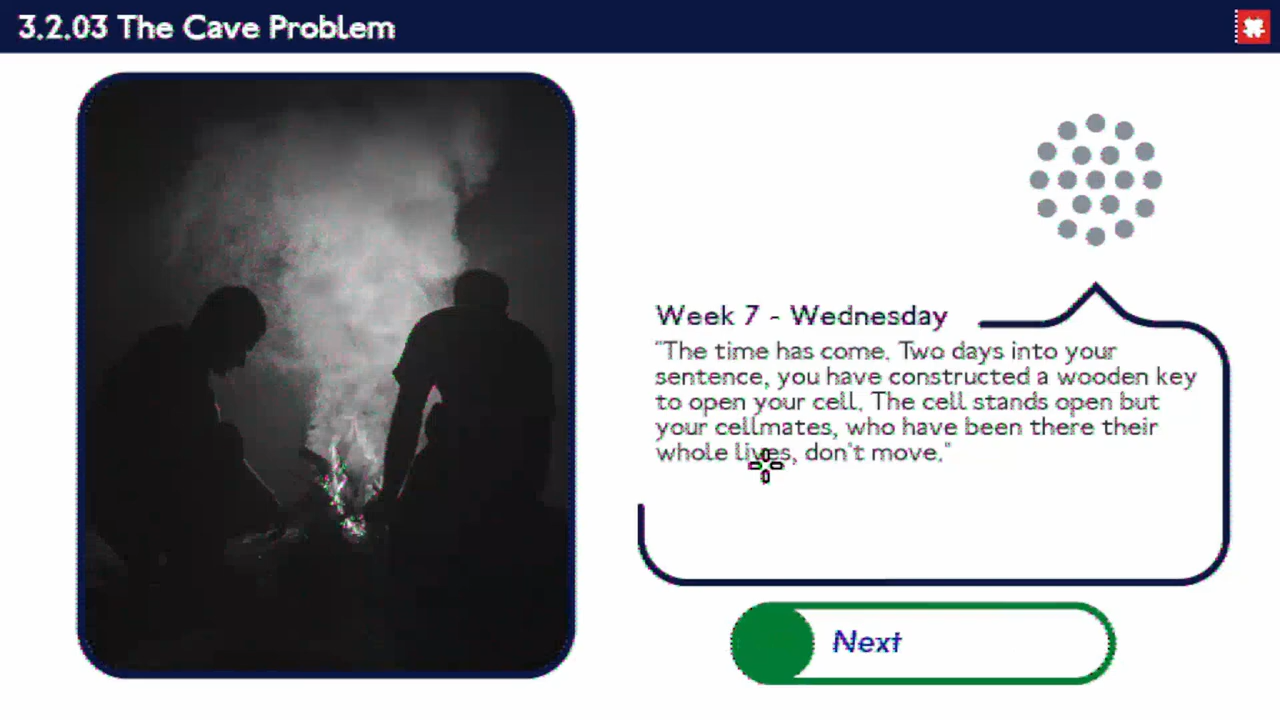 3.2.03 The Cave Problem
Week 7 - Wednesday
"The time has come. Two days into your
sentence, you have constructed a wooden key
to open your cell. The cell stands open but
your cellmates, who have been there their
whole lives, don't move."
Next